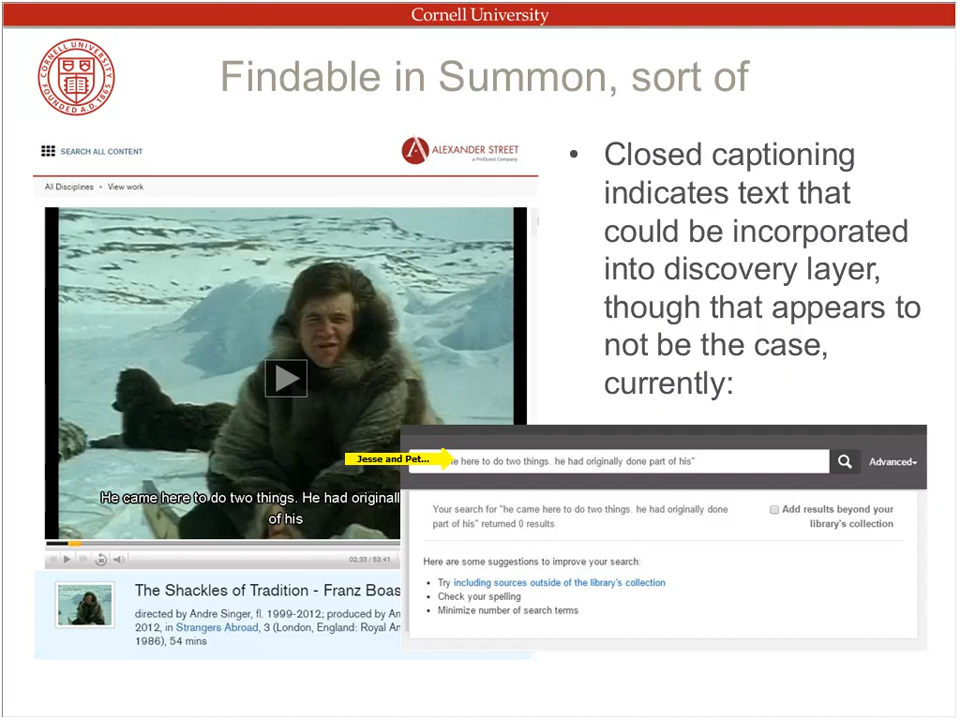 Cornell University
Findable in Summon, sort of
SEARCH ALL CONTENT
ALEXANDER STREET
a ProQuest Company
All Disciplines • View work
• Closed captioning
indicates text that
could be incorporated
into discovery layer,
though that appears to
not be the case,
currently:
He came here to do two things. He had originall
of his
02:33 / 53:41
The Shackles of Tradition - Franz Boas
directed by Andre Singer, fl. 1999-2012; produced by An
2012, in Strangers Abroad, 3 (London, England: Royal An
1986), 54 mins
Jesse and Pet...
here to do two things. he had originally done part of his"
Advanced
Your search for "he came here to do two things. he had originally done
part of his" returned 0 results
Add results beyond your
library's collection
Here are some suggestions to improve your search:
• Try including sources outside of the library's collection
• Check your spelling
• Minimize number of search terms